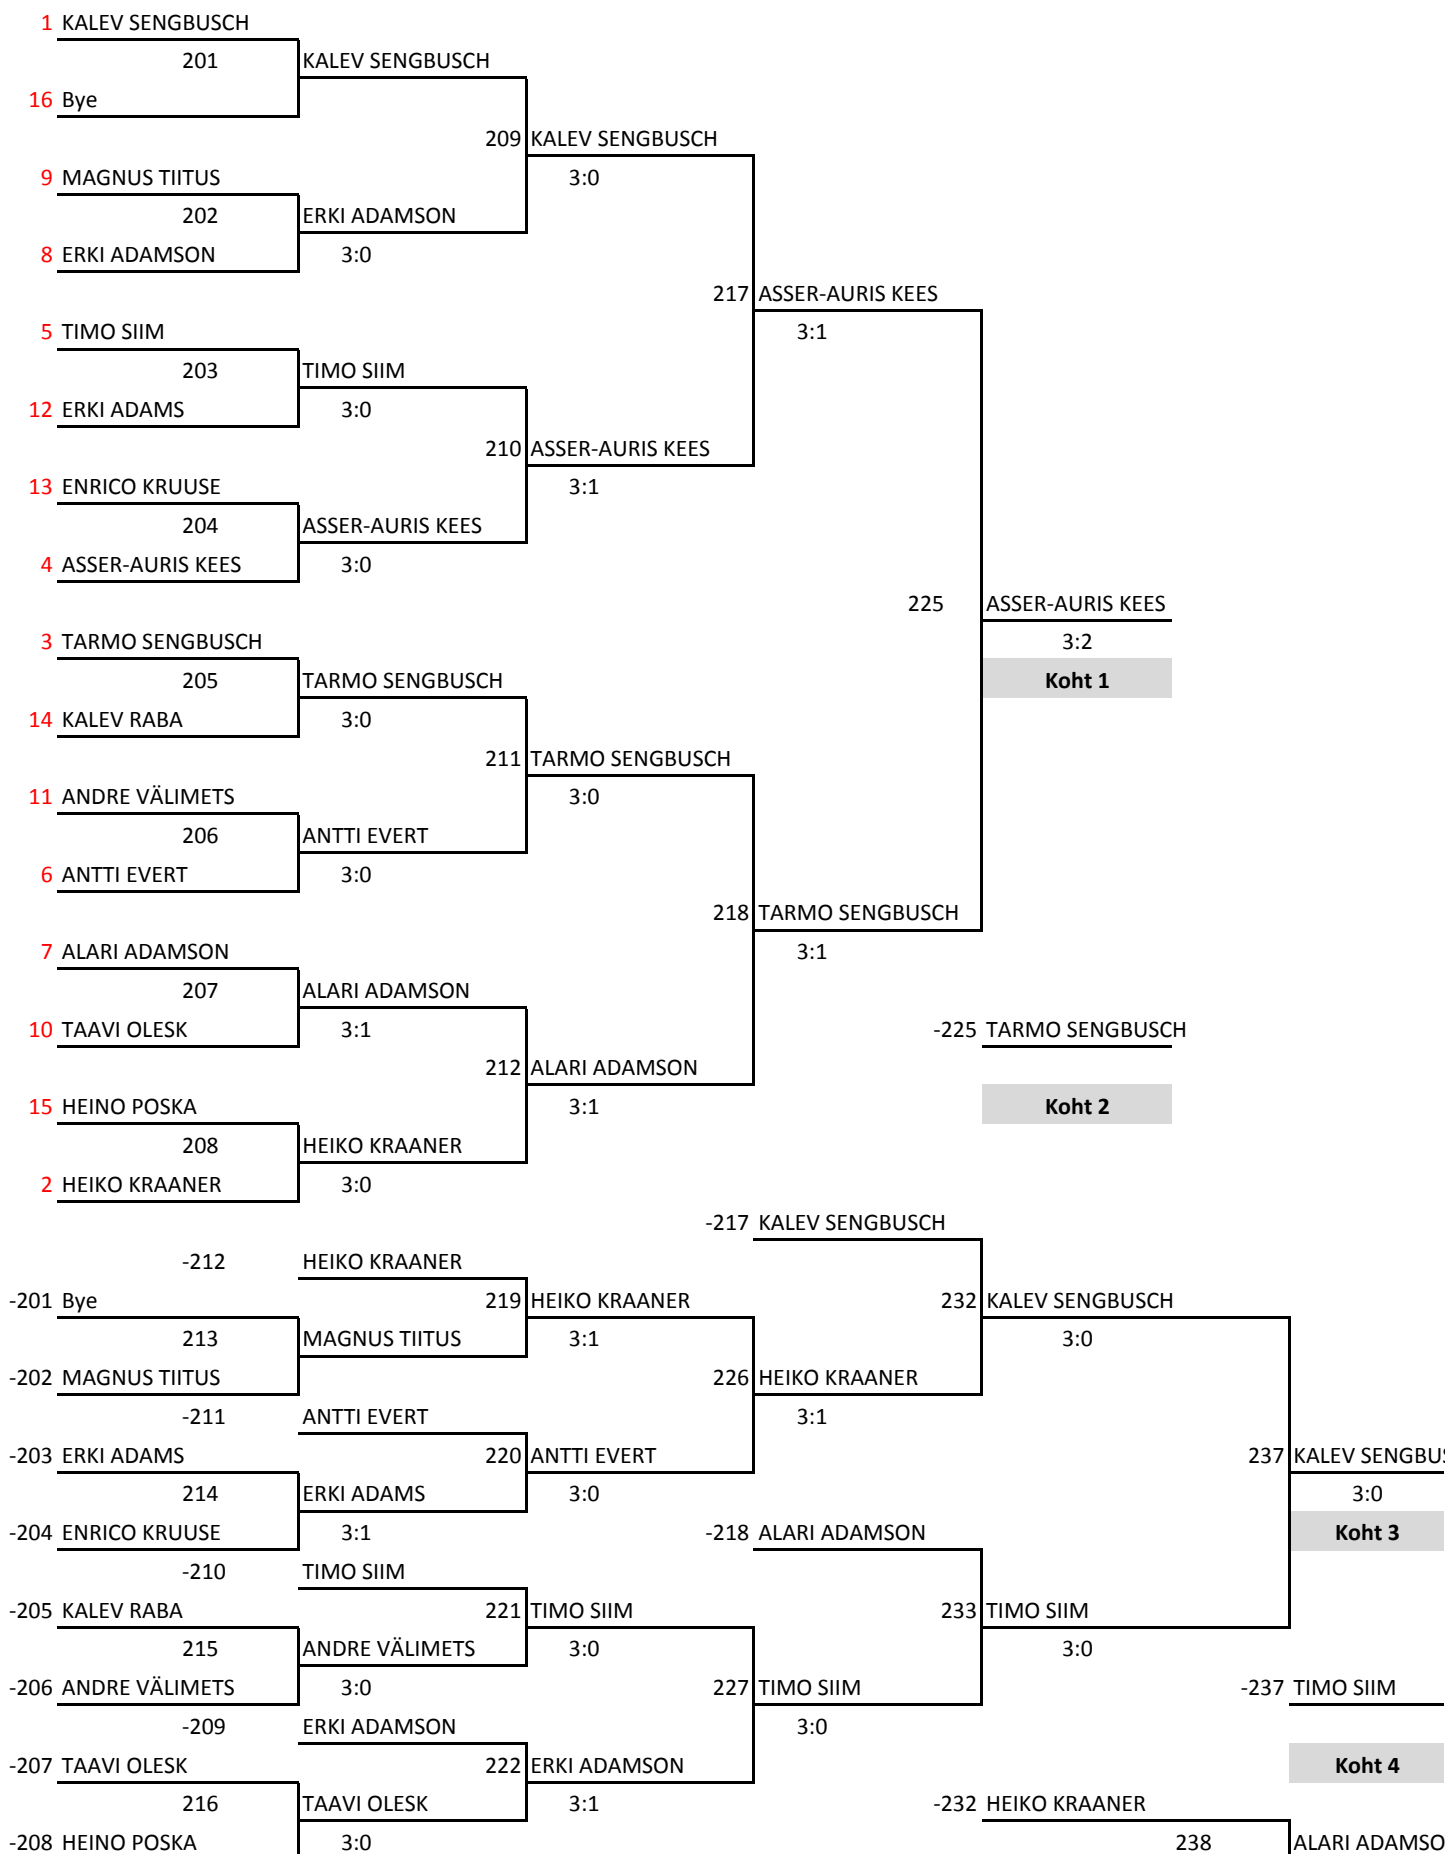 1 KALEV SENGBUSCH
201 KALEV SENGBUSCH
16 Bye
209 KALEV SENGBUSCH
9 MAGNUS TIITUS 3:0
202 ERKI ADAMSON
8 ERKI ADAMSON 3:0
217 ASSER-AURIS KEES
5 TIMO SIIM 3:1
203 TIMO SIIM
12 ERKI ADAMS 3:0
210 ASSER-AURIS KEES
13 ENRICO KRUUSE 3:1
204 ASSER-AURIS KEES
4 ASSER-AURIS KEES 3:0
225 ASSER-AURIS KEES
3 TARMO SENGBUSCH 3:2
205 TARMO SENGBUSCH Koht 1
14 KALEV RABA 3:0
211 TARMO SENGBUSCH
11 ANDRE VÄLIMETS 3:0
206 ANTTI EVERT
6 ANTTI EVERT 3:0
218 TARMO SENGBUSCH
7 ALARI ADAMSON 3:1
207 ALARI ADAMSON
10 TAAVI OLESK 3:1 -225 TARMO SENGBUSCH
212 ALARI ADAMSON
15 HEINO POSKA 3:1 Koht 2
208 HEIKO KRAANER
2 HEIKO KRAANER 3:0
-217 KALEV SENGBUSCH
-212 HEIKO KRAANER
-201 Bye 219 HEIKO KRAANER 232 KALEV SENGBUSCH
213 MAGNUS TIITUS 3:1 3:0
-202 MAGNUS TIITUS 226 HEIKO KRAANER
-211 ANTTI EVERT 3:1
-203 ERKI ADAMS 220 ANTTI EVERT 237 KALEV SENGBUS
214 ERKI ADAMS 3:0 3:0
-204 ENRICO KRUUSE 3:1 -218 ALARI ADAMSON Koht 3
-210 TIMO SIIM
-205 KALEV RABA 221 TIMO SIIM 233 TIMO SIIM
215 ANDRE VÄLIMETS 3:0 3:0
-206 ANDRE VÄLIMETS 3:0 227 TIMO SIIM -237 TIMO SIIM
-209 ERKI ADAMSON 3:0
-207 TAAVI OLESK 222 ERKI ADAMSON Koht 4
216 TAAVI OLESK 3:1 -232 HEIKO KRAANER
-208 HEINO POSKA 3:0 238 ALARI ADAMSO